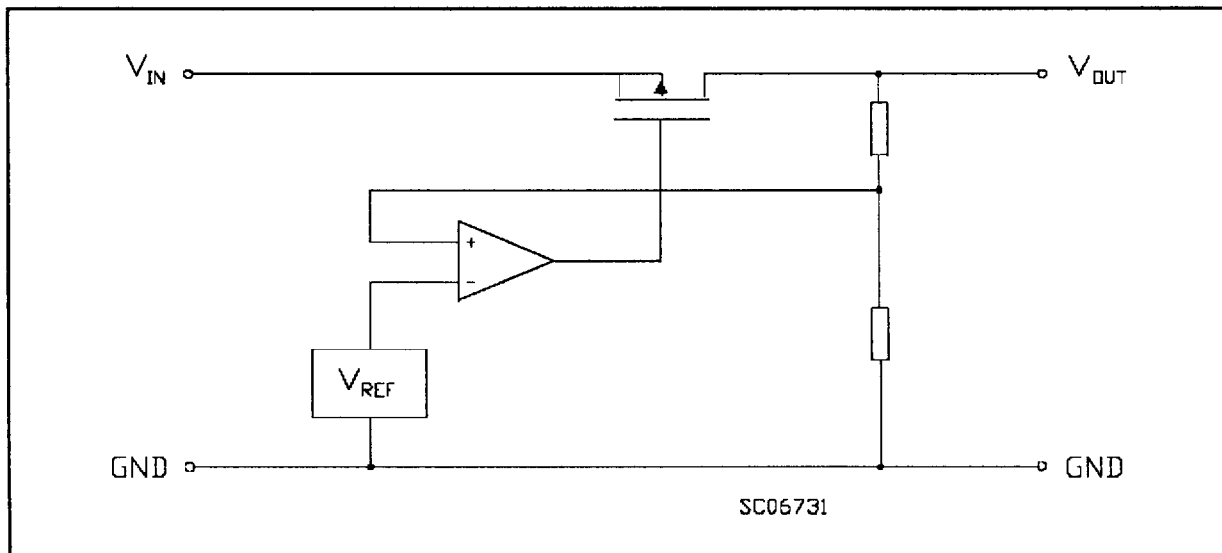 V_IN
V_OUT
+
-
V_REF
GND
GND
SC06731